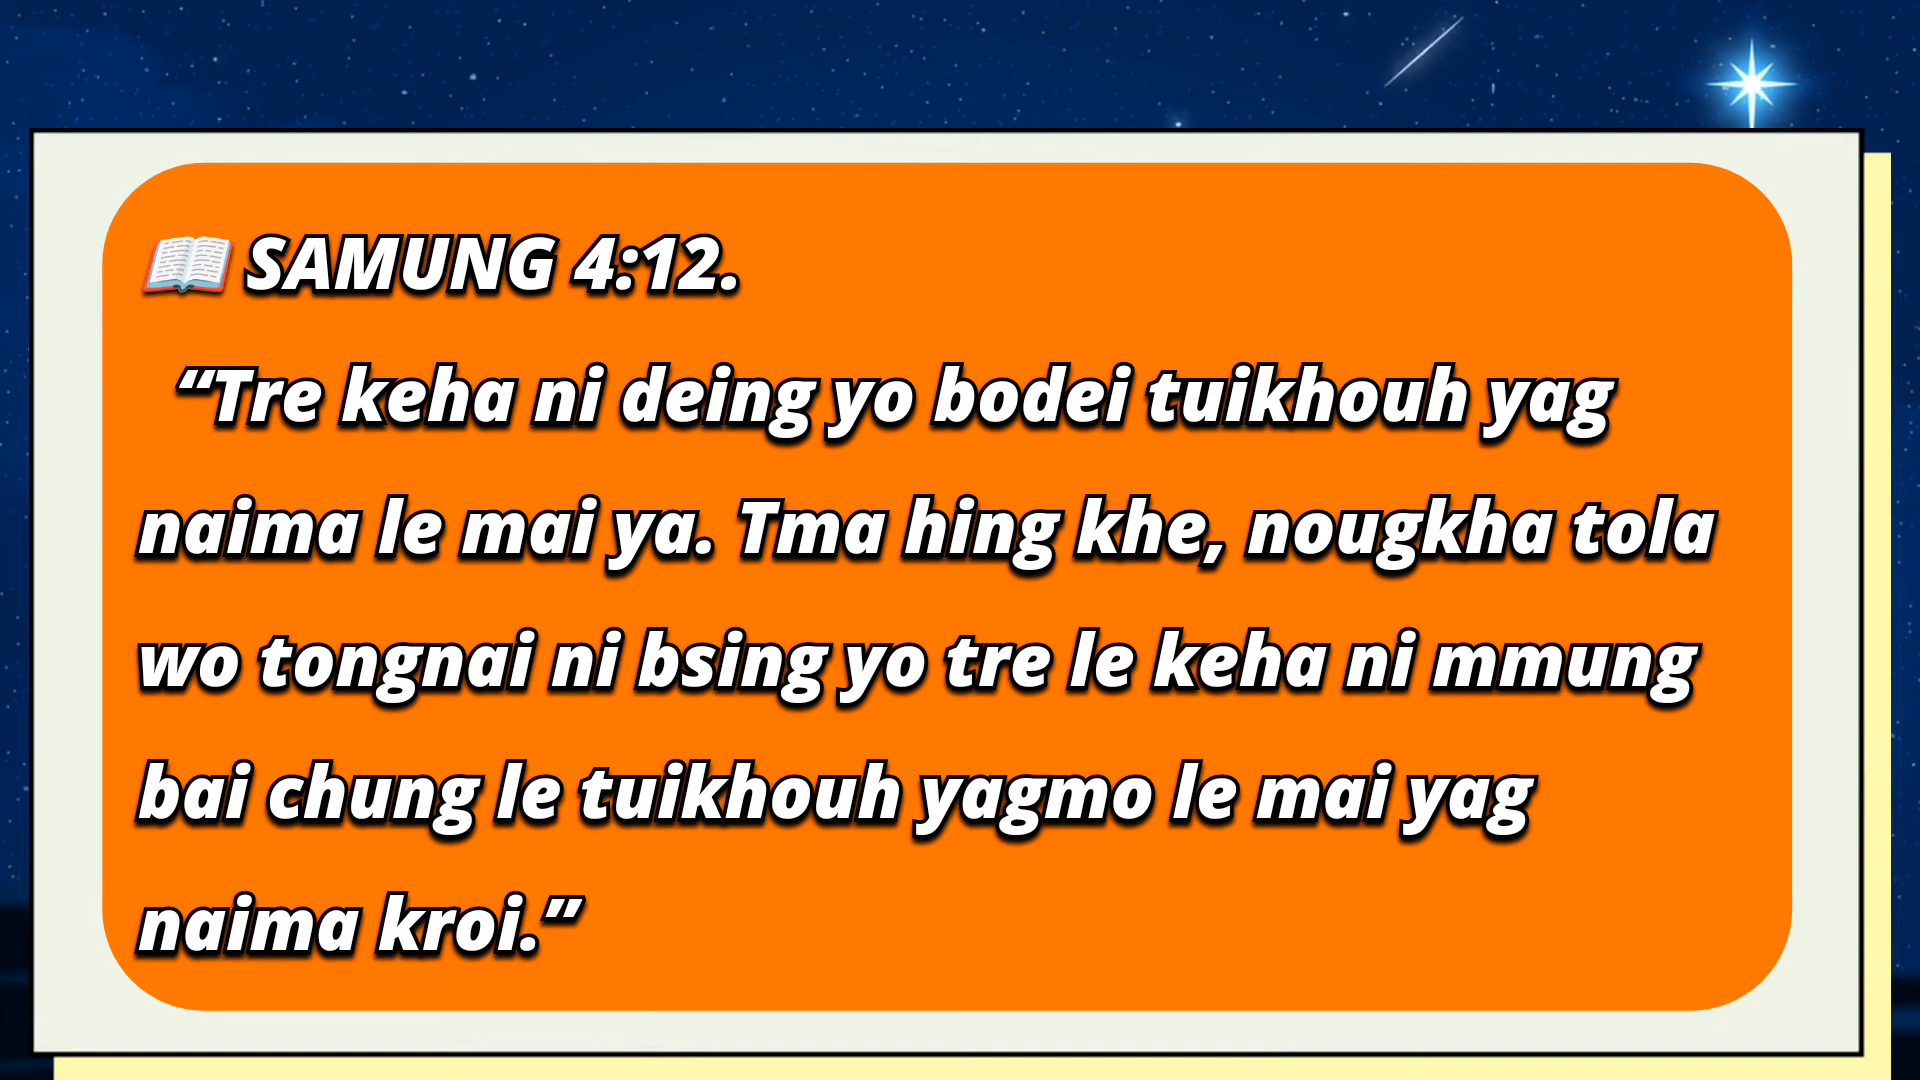 📖 SAMUNG 4:12.
“Tre keha ni deing yo bodei tuikhouh yag
naima le mai ya. Tma hing khe, nougkha tola
wo tongnai ni bsing yo tre le keha ni mmung
bai chung le tuikhouh yagmo le mai yag
naima kroi.”